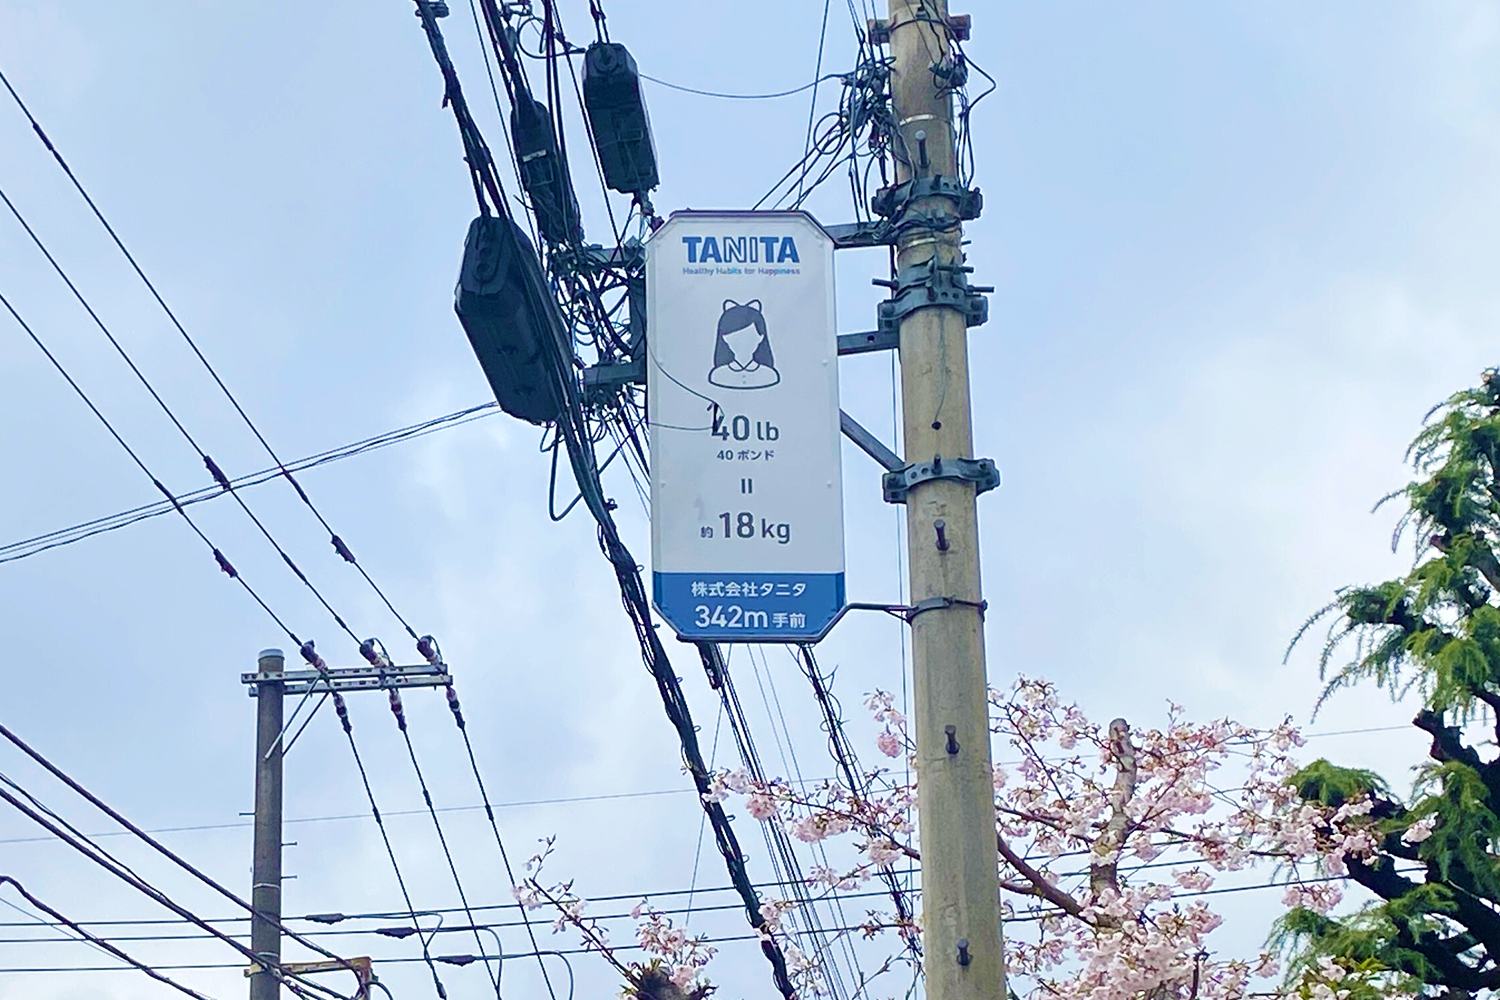 TANITA
Healthy Habits for Happiness
40 lb
40 ポンド
=
約 18 kg
株式会社タニタ
342m 手前